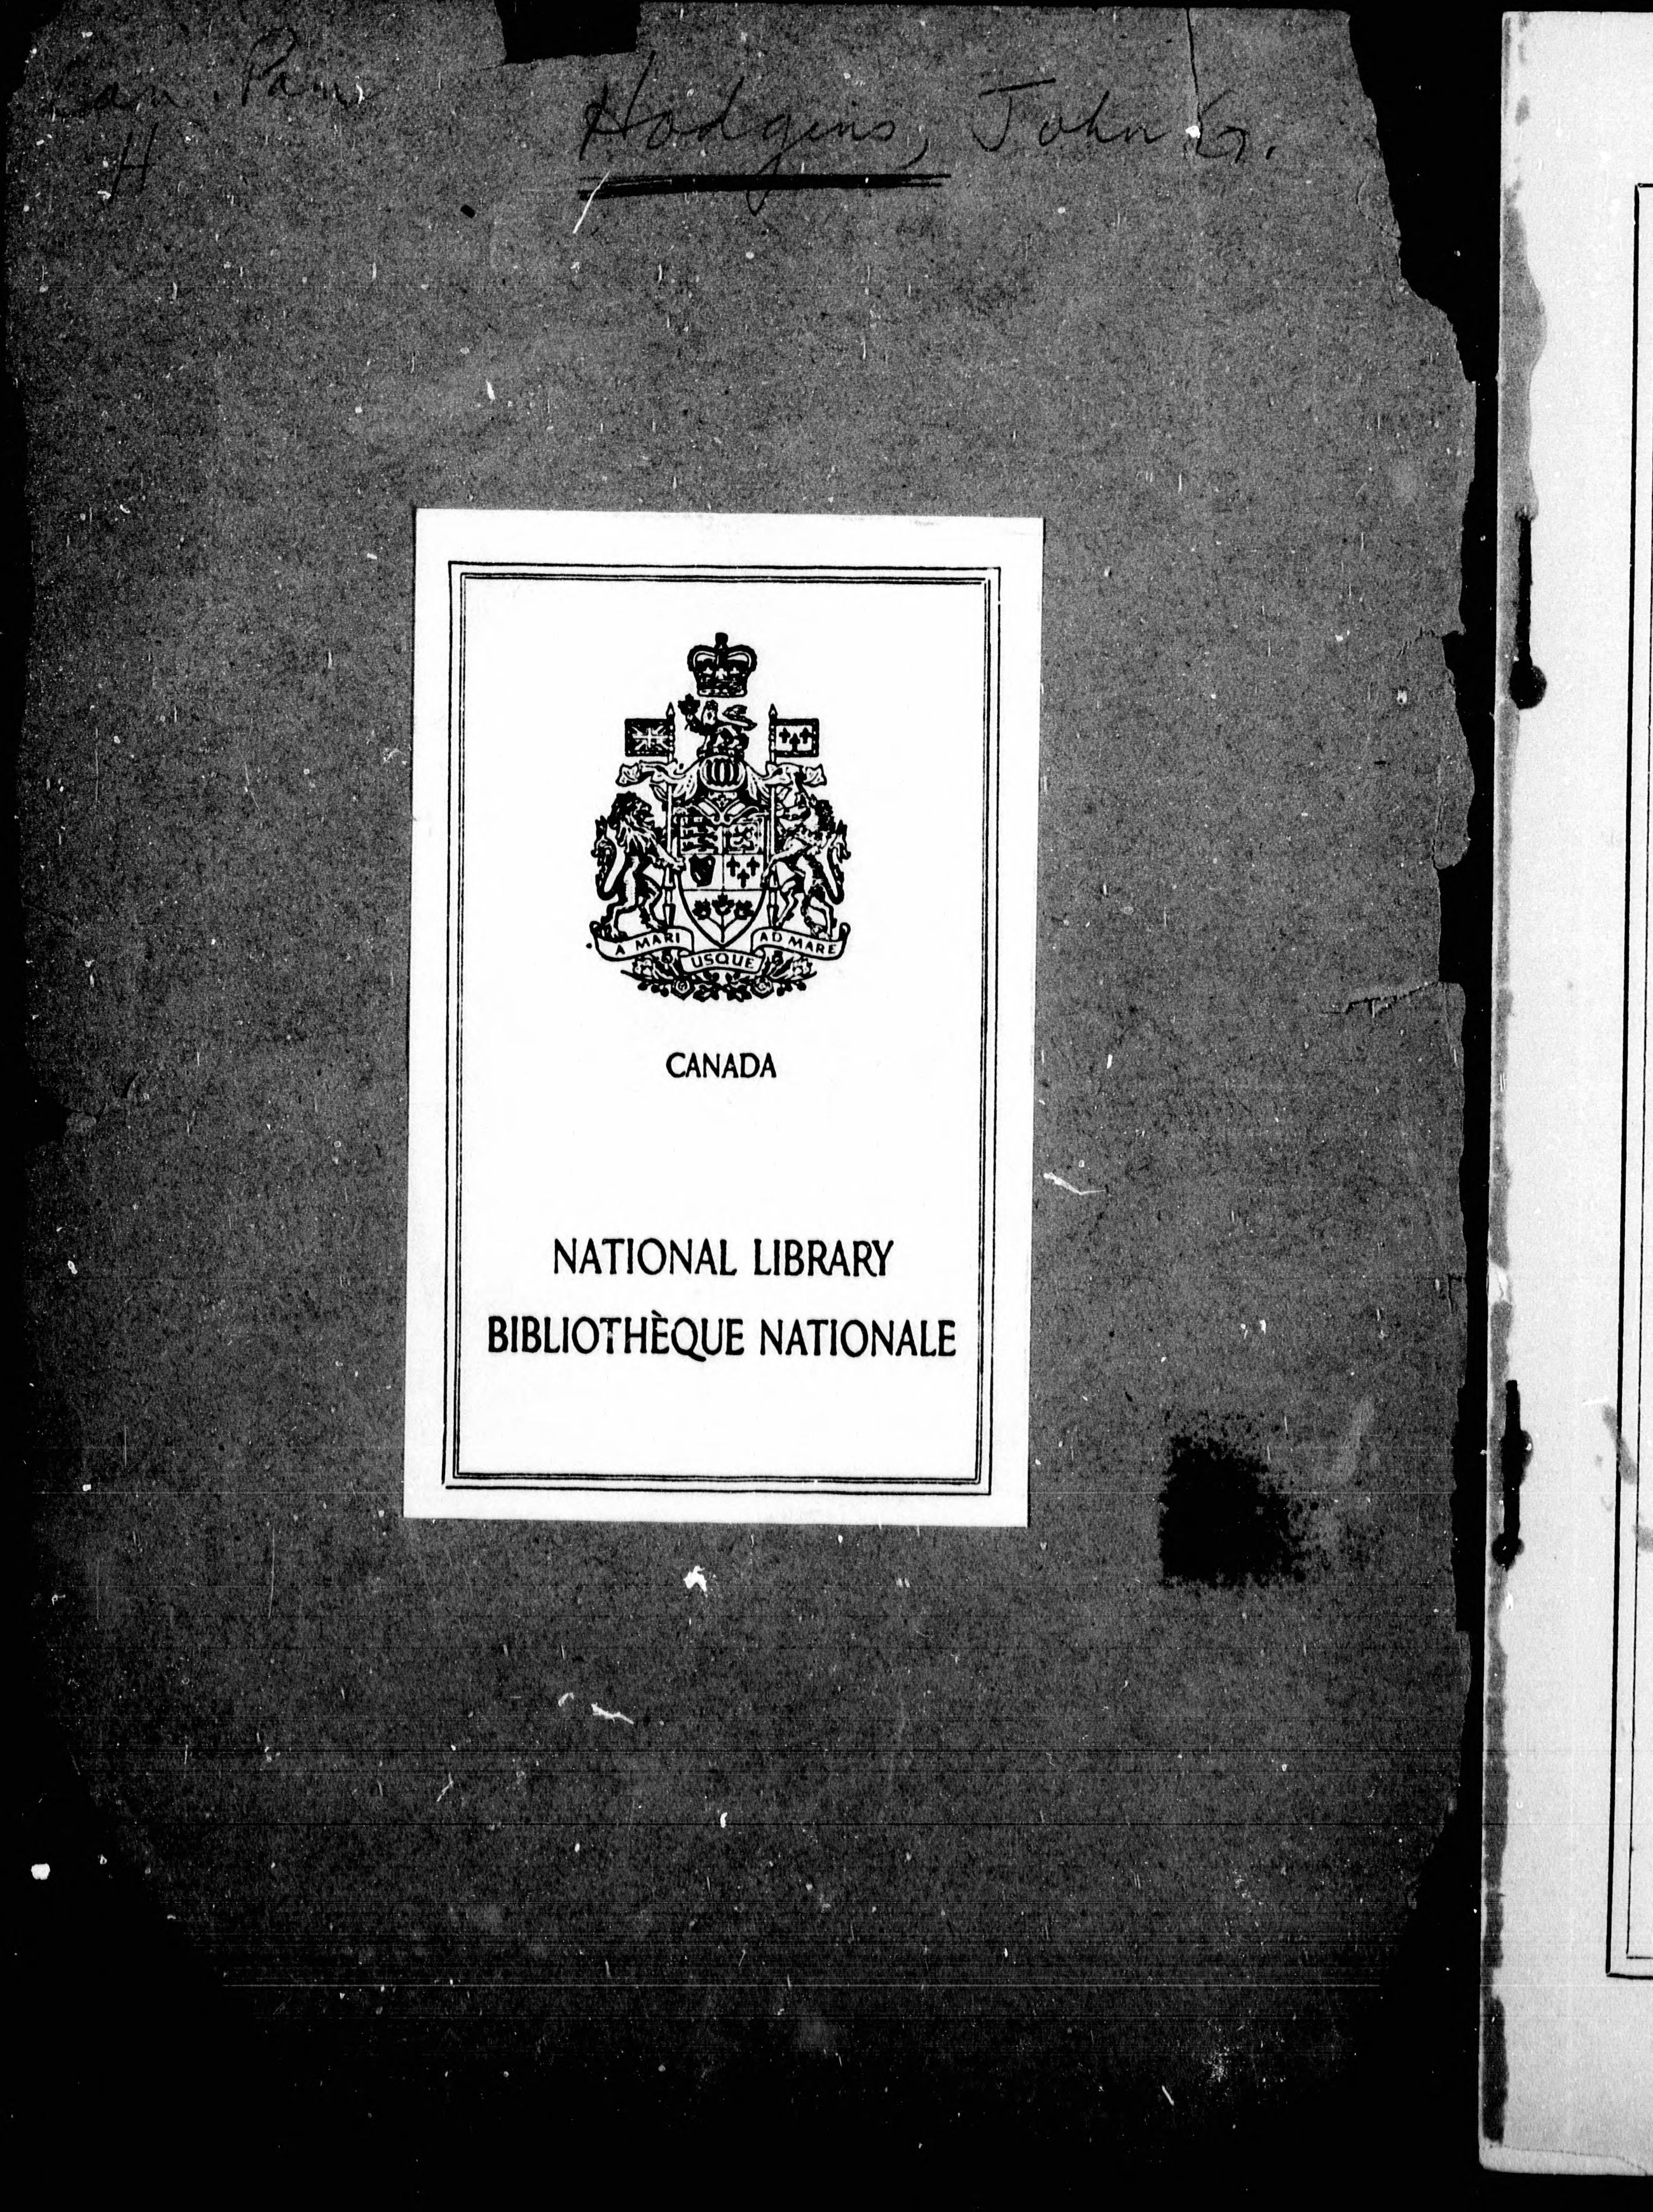 Can. Pam
H
Hodgins, John G.
A MARI USQUE AD MARE
CANADA
NATIONAL LIBRARY
BIBLIOTHÈQUE NATIONALE